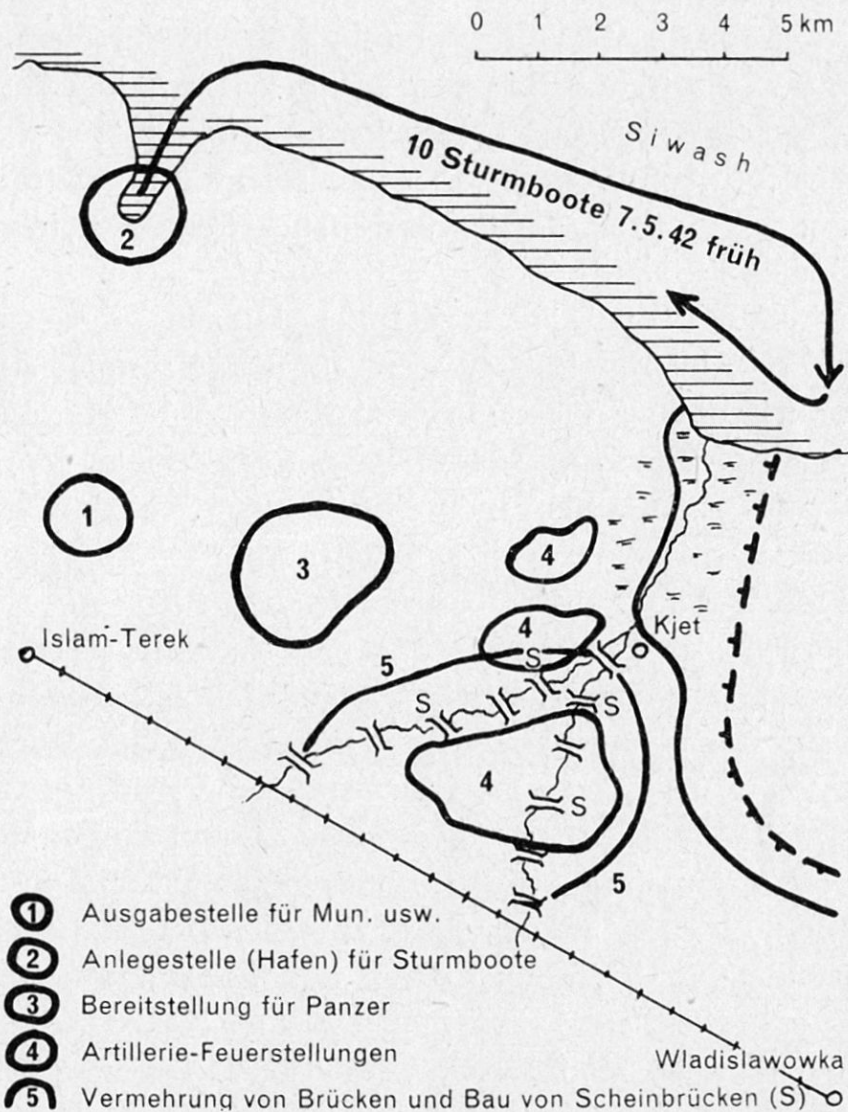 0 1 2 3 4 5 km
Siwash
10 Sturmboote 7.5.42 früh
2
1
3
4
Islam-Terek
4
Kjet
5
S
S
S
4
S
5
1 Ausgabestelle für Mun. usw.
2 Anlegestelle (Hafen) für Sturmboote
3 Bereitstellung für Panzer
4 Artillerie-Feuerstellungen
Wladislawowka
5 Vermehrung von Brücken und Bau von Scheinbrücken (S)